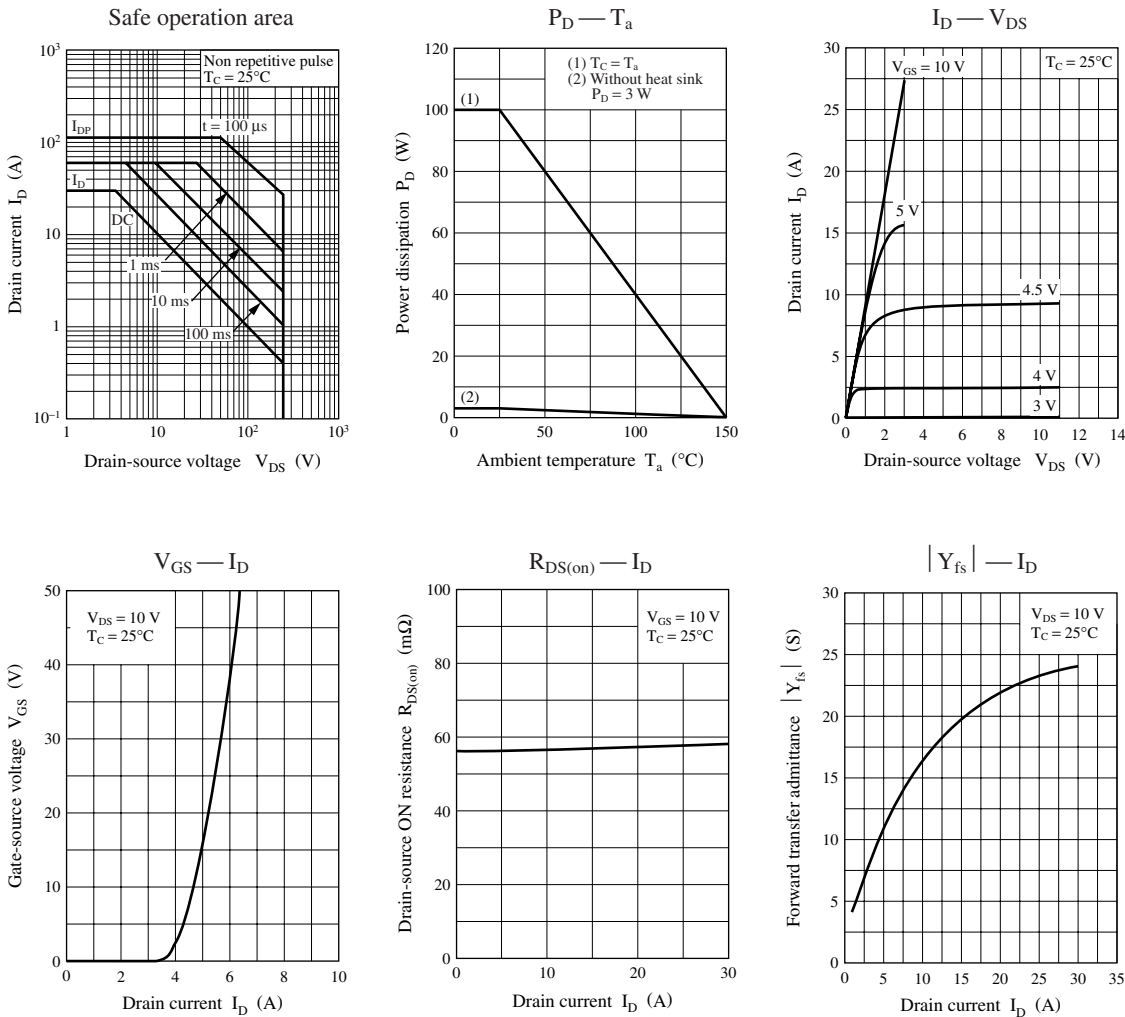 Safe operation area
Non repetitive pulse
T_C = 25°C
I_DP
t = 100 μs
I_D
DC
1 ms
10 ms
100 ms
10³
10²
10
1
10⁻¹
1 10 10² 10³
Drain current I_D (A)
Drain-source voltage V_DS (V)
P_D — T_a
(1) T_C = T_a
(2) Without heat sink
P_D = 3 W
(1)
(2)
120
100
80
60
40
20
0
0 50 100 150
Power dissipation P_D (W)
Ambient temperature T_a (°C)
I_D — V_DS
V_GS = 10 V
T_C = 25°C
5 V
4.5 V
4 V
3 V
30
25
20
15
10
5
0
0 2 4 6 8 10 12 14
Drain current I_D (A)
Drain-source voltage V_DS (V)
V_GS — I_D
V_DS = 10 V
T_C = 25°C
50
40
30
20
10
0
0 2 4 6 8 10
Gate-source voltage V_GS (V)
Drain current I_D (A)
R_DS(on) — I_D
V_GS = 10 V
T_C = 25°C
100
80
60
40
20
0
0 10 20 30
Drain-source ON resistance R_DS(on) (mΩ)
Drain current I_D (A)
|Y_fs| — I_D
V_DS = 10 V
T_C = 25°C
30
25
20
15
10
5
0
0 5 10 15 20 25 30 35
Forward transfer admittance |Y_fs| (S)
Drain current I_D (A)